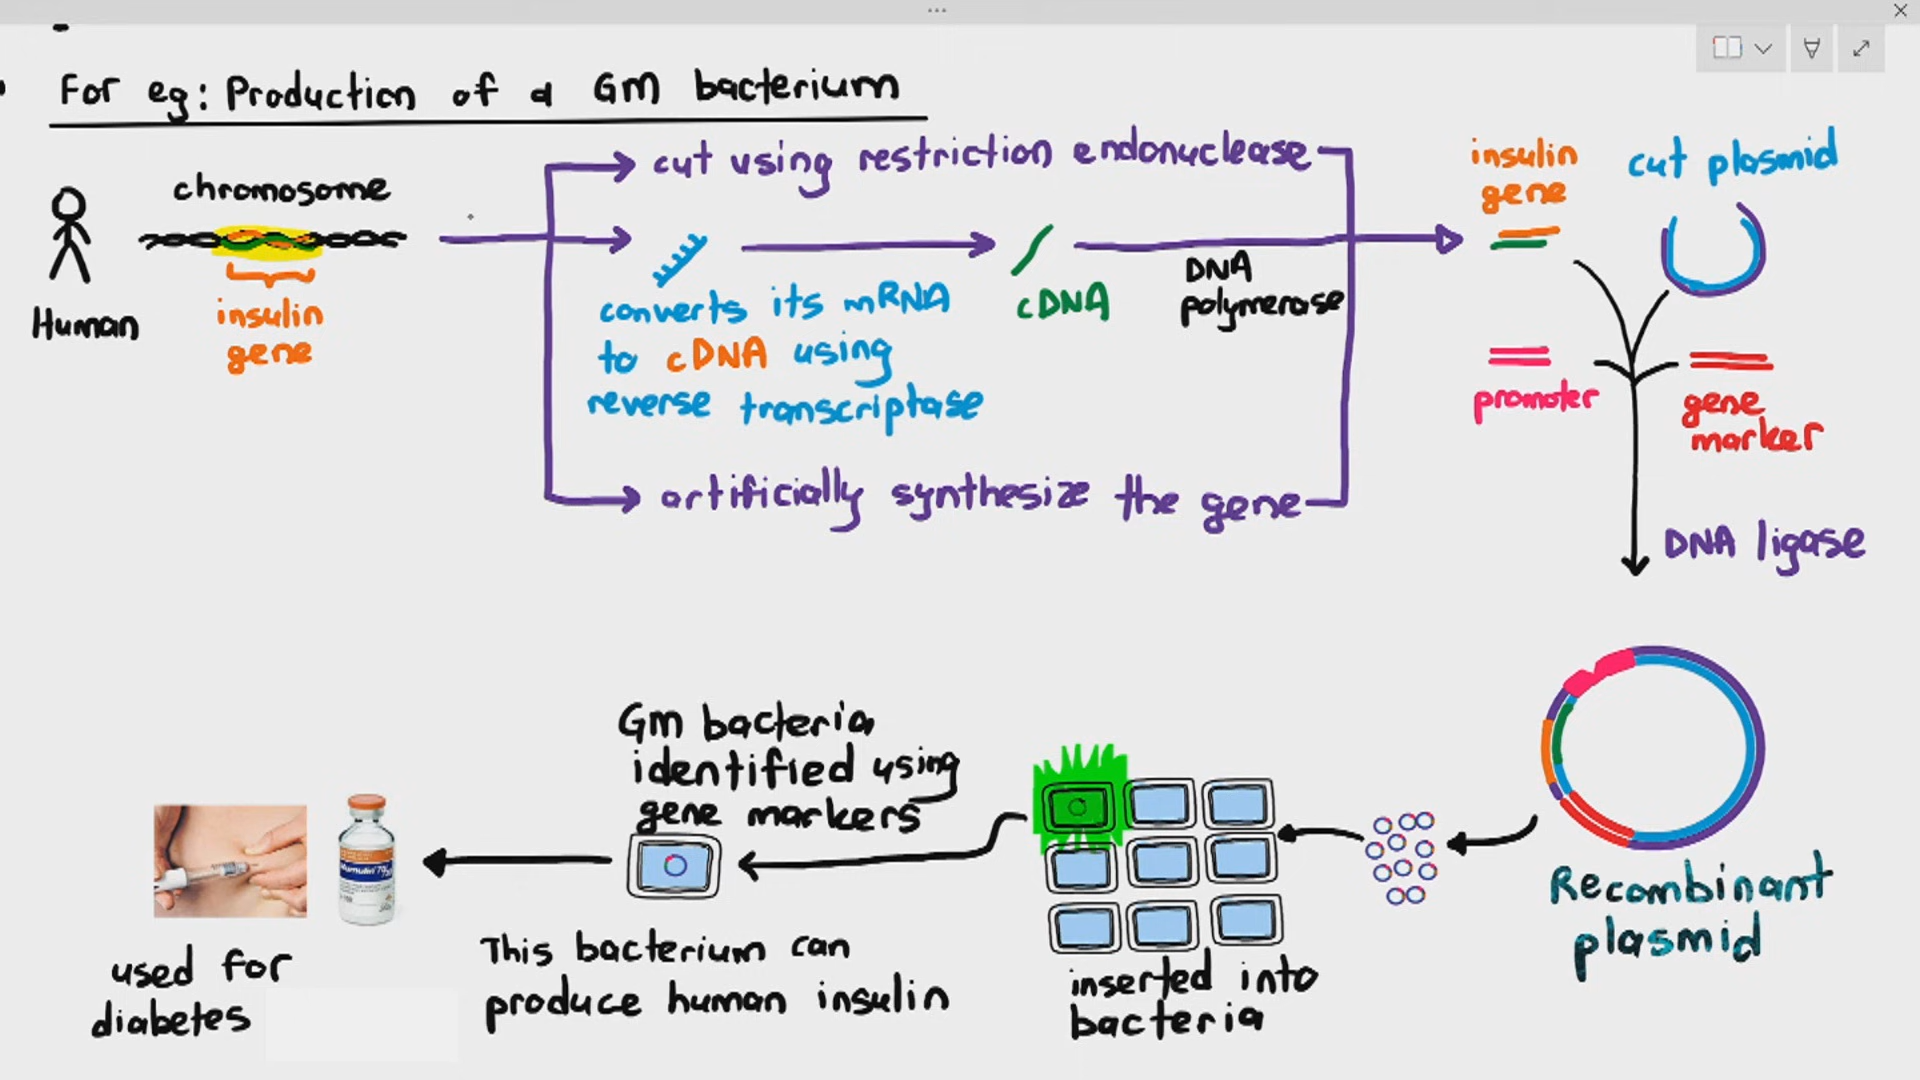 For eg: Production of a GM bacterium
chromosome
Human
insulin
gene
cut using restriction endonuclease
converts its mRNA
to cDNA using
reverse transcriptase
cDNA
DNA
polymerase
artificially synthesize the gene
insulin
gene
cut plasmid
promoter
gene
marker
DNA ligase
Recombinant
plasmid
inserted into
bacteria
GM bacteria
identified using
gene markers
This bacterium can
produce human insulin
used for
diabetes